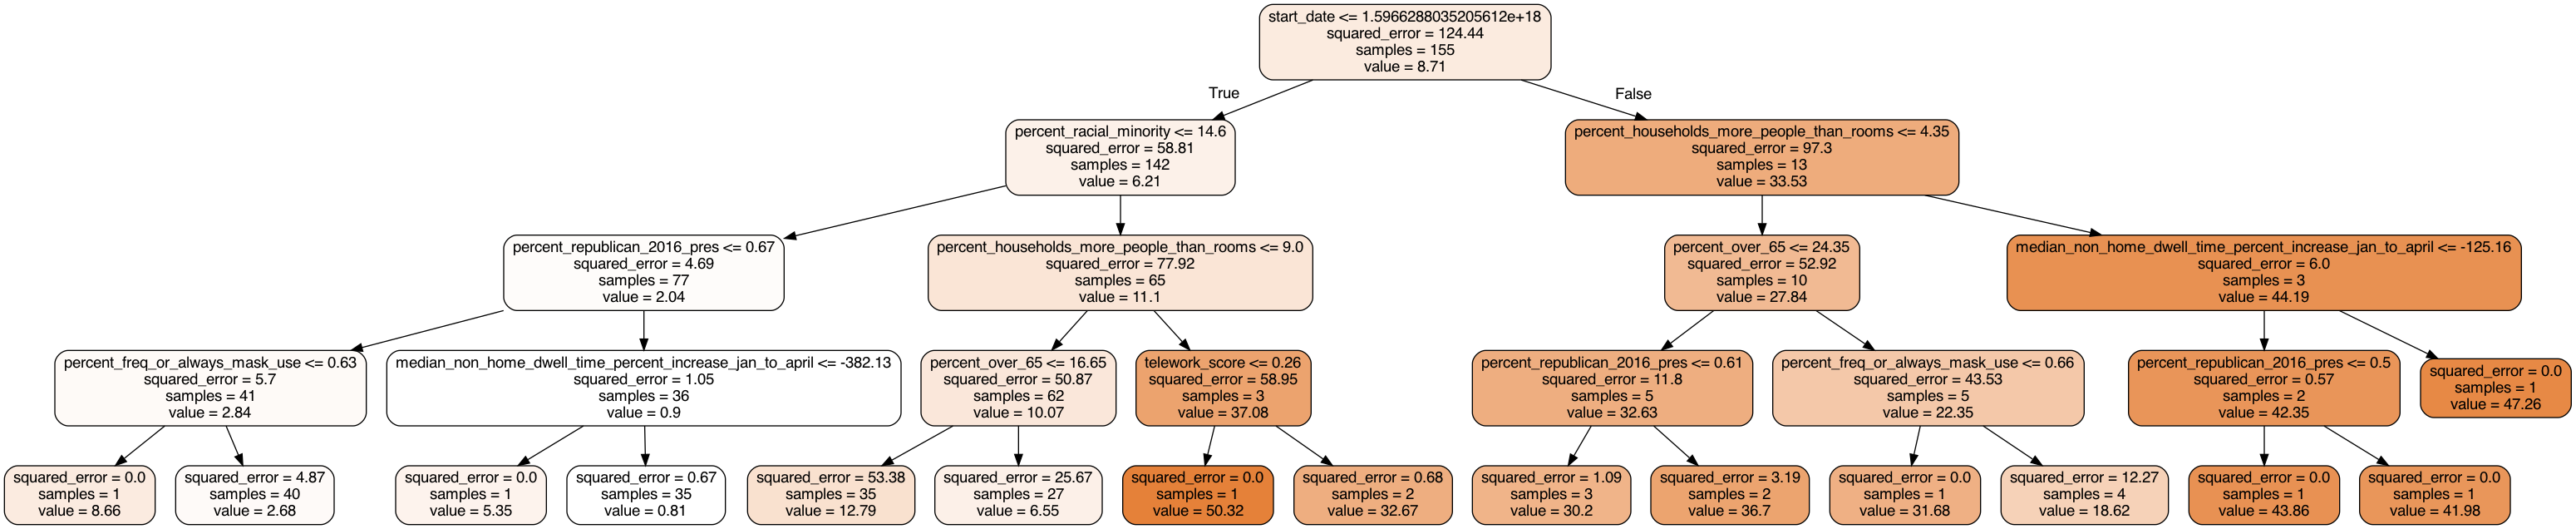 start_date <= 1.5966288035205612e+18
squared_error = 124.44
samples = 155
value = 8.71
True
False
percent_racial_minority <= 14.6
squared_error = 58.81
samples = 142
value = 6.21
percent_households_more_people_than_rooms <= 4.35
squared_error = 97.3
samples = 13
value = 33.53
percent_republican_2016_pres <= 0.67
squared_error = 4.69
samples = 77
value = 2.04
percent_households_more_people_than_rooms <= 9.0
squared_error = 77.92
samples = 65
value = 11.1
percent_over_65 <= 24.35
squared_error = 52.92
samples = 10
value = 27.84
median_non_home_dwell_time_percent_increase_jan_to_april <= -125.16
squared_error = 6.0
samples = 3
value = 44.19
percent_freq_or_always_mask_use <= 0.63
squared_error = 5.7
samples = 41
value = 2.84
median_non_home_dwell_time_percent_increase_jan_to_april <= -382.13
squared_error = 1.05
samples = 36
value = 0.9
percent_over_65 <= 16.65
squared_error = 50.87
samples = 62
value = 10.07
telework_score <= 0.26
squared_error = 58.95
samples = 3
value = 37.08
percent_republican_2016_pres <= 0.61
squared_error = 11.8
samples = 5
value = 32.63
percent_freq_or_always_mask_use <= 0.66
squared_error = 43.53
samples = 5
value = 22.35
percent_republican_2016_pres <= 0.5
squared_error = 0.57
samples = 2
value = 42.35
squared_error = 0.0
samples = 1
value = 47.26
squared_error = 0.0
samples = 1
value = 8.66
squared_error = 4.87
samples = 40
value = 2.68
squared_error = 0.0
samples = 1
value = 5.35
squared_error = 0.67
samples = 35
value = 0.81
squared_error = 53.38
samples = 35
value = 12.79
squared_error = 25.67
samples = 27
value = 6.55
squared_error = 0.0
samples = 1
value = 50.32
squared_error = 0.68
samples = 2
value = 32.67
squared_error = 1.09
samples = 3
value = 30.2
squared_error = 3.19
samples = 2
value = 36.7
squared_error = 0.0
samples = 1
value = 31.68
squared_error = 12.27
samples = 4
value = 18.62
squared_error = 0.0
samples = 1
value = 43.86
squared_error = 0.0
samples = 1
value = 41.98